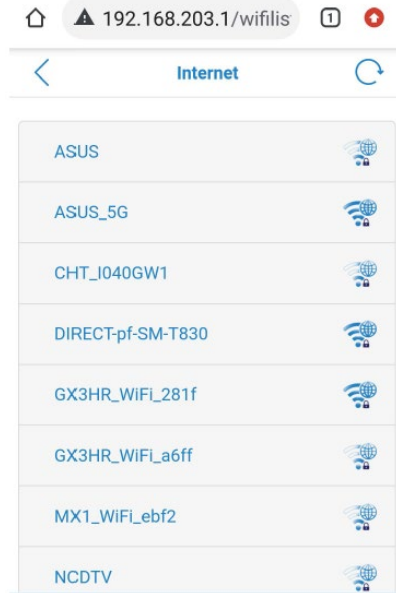 192.168.203.1/wifilis
1
Internet
ASUS
ASUS_5G
CHT_I040GW1
DIRECT-pf-SM-T830
GX3HR_WiFi_281f
GX3HR_WiFi_a6ff
MX1_WiFi_ebf2
NCDTV